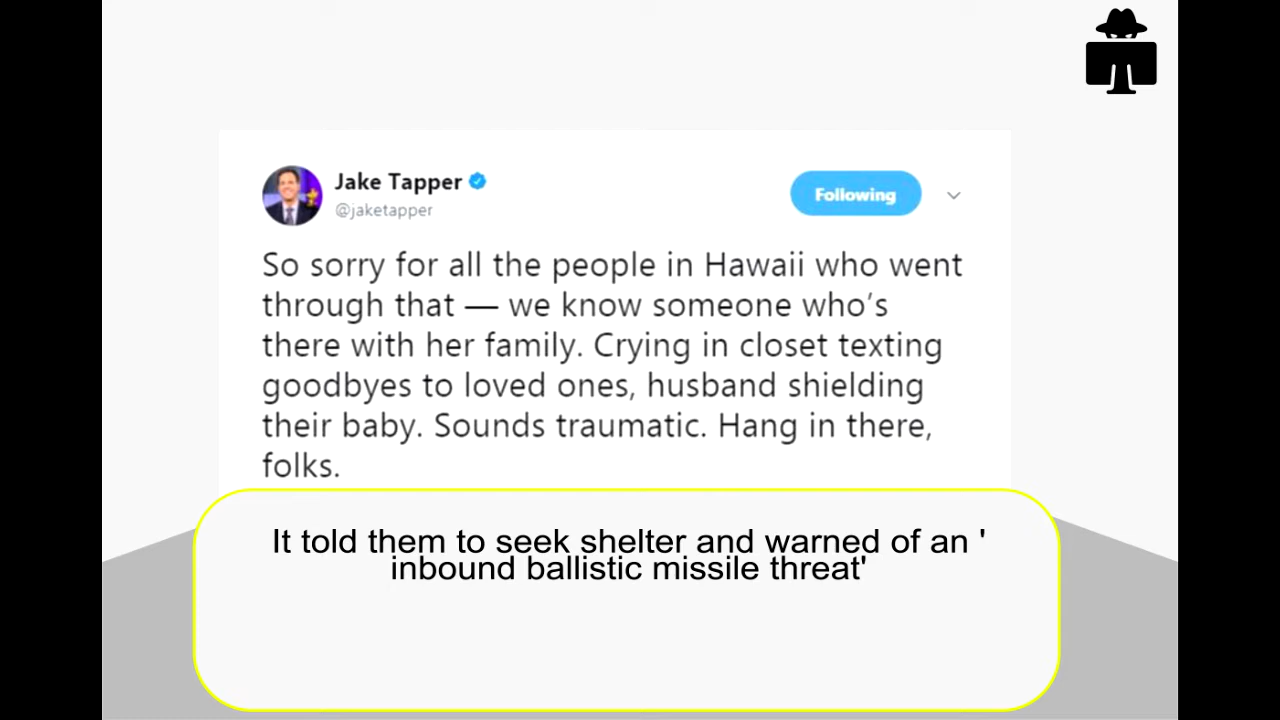 Jake Tapper
@jaketapper
Following
So sorry for all the people in Hawaii who went
through that — we know someone who's
there with her family. Crying in closet texting
goodbyes to loved ones, husband shielding
their baby. Sounds traumatic. Hang in there,
folks.
It told them to seek shelter and warned of an '
inbound ballistic missile threat'